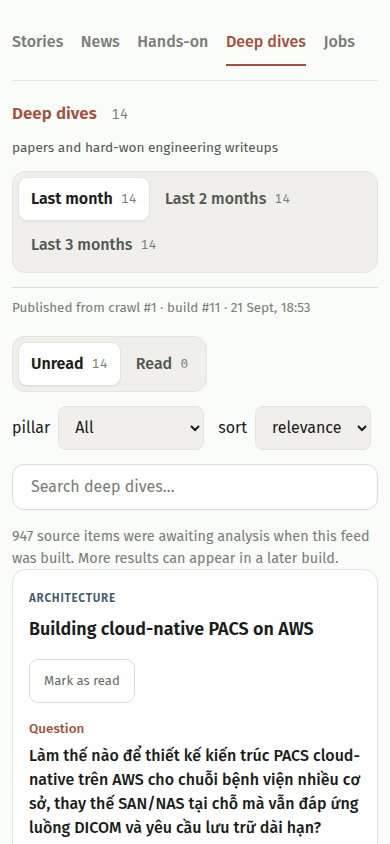 Stories News Hands-on Deep dives Jobs
Deep dives 14
papers and hard-won engineering writeups
Last month 14 Last 2 months 14
Last 3 months 14
Published from crawl #1 · build #11 · 21 Sept, 18:53
Unread 14 Read 0
pillar All sort relevance
Search deep dives...
947 source items were awaiting analysis when this feed
was built. More results can appear in a later build.
ARCHITECTURE
Building cloud-native PACS on AWS
Mark as read
Question
Làm thế nào để thiết kế kiến trúc PACS cloud-
native trên AWS cho chuỗi bệnh viện nhiều cơ
sở, thay thế SAN/NAS tại chỗ mà vẫn đáp ứng
luồng DICOM và yêu cầu lưu trữ dài hạn?